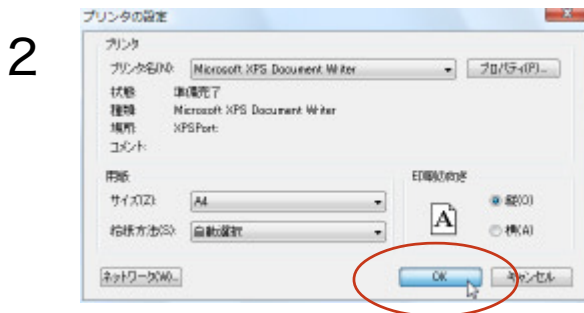 プリンタの設定
2
プリンタ
プリンタ名(N): Microsoft XPS Document Writer プロパティ(P)...
状態: 準備完了
種類: Microsoft XPS Document Writer
場所: XPSPort:
コメント:
用紙 印刷の向き
サイズ(Z): A4 縦(O)
A
給紙方法(S): 自動選択 横(A)
ネットワーク(W)... OK キャンセル